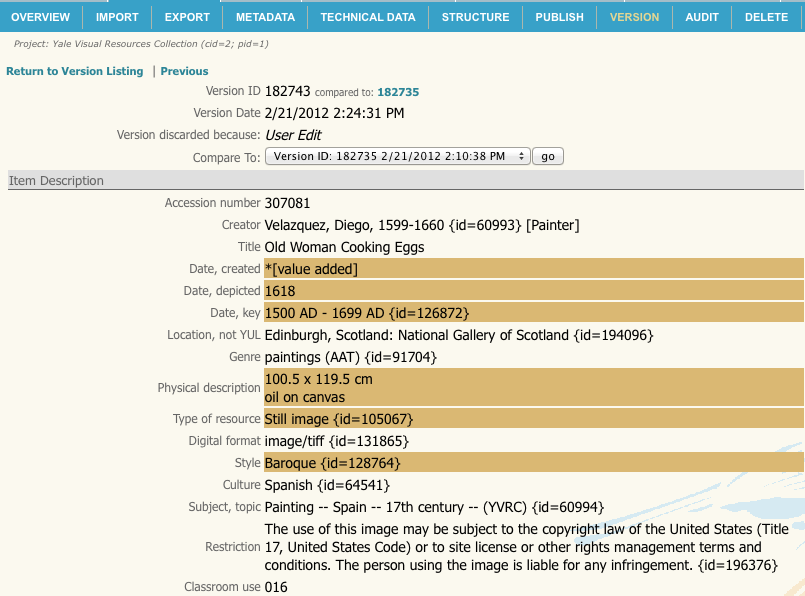 OVERVIEW IMPORT EXPORT METADATA TECHNICAL DATA STRUCTURE PUBLISH VERSION AUDIT DELETE
Project: Yale Visual Resources Collection (cid=2; pid=1)
Return to Version Listing | Previous
Version ID 182743 compared to: 182735
Version Date 2/21/2012 2:24:31 PM
Version discarded because: User Edit
Compare To: Version ID: 182735 2/21/2012 2:10:38 PM go
Item Description
Accession number 307081
Creator Velazquez, Diego, 1599-1660 {id=60993} [Painter]
Title Old Woman Cooking Eggs
Date, created *[value added]
Date, depicted 1618
Date, key 1500 AD - 1699 AD {id=126872}
Location, not YUL Edinburgh, Scotland: National Gallery of Scotland {id=194096}
Genre paintings (AAT) {id=91704}
Physical description 100.5 x 119.5 cm
oil on canvas
Type of resource Still image {id=105067}
Digital format image/tiff {id=131865}
Style Baroque {id=128764}
Culture Spanish {id=64541}
Subject, topic Painting -- Spain -- 17th century -- (YVRC) {id=60994}
Restriction The use of this image may be subject to the copyright law of the United States (Title
17, United States Code) or to site license or other rights management terms and
conditions. The person using the image is liable for any infringement. {id=196376}
Classroom use 016